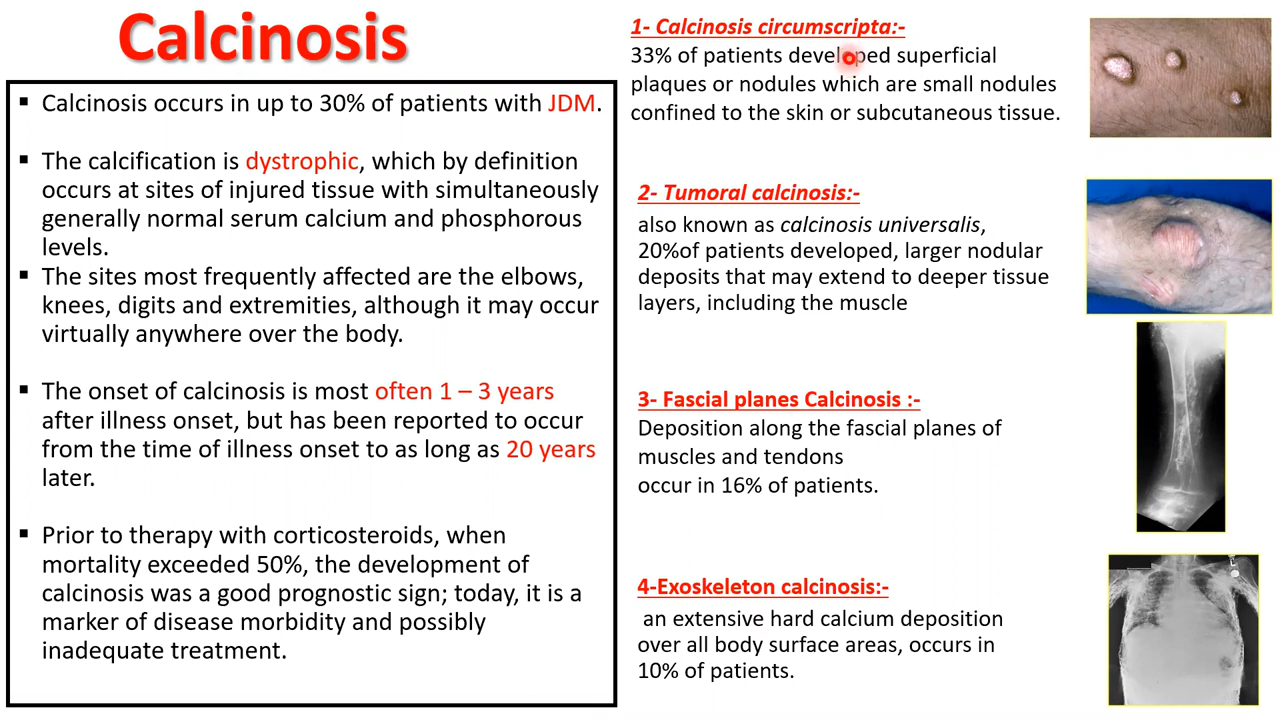 Calcinosis
▪ Calcinosis occurs in up to 30% of patients with JDM.
▪ The calcification is dystrophic, which by definition
occurs at sites of injured tissue with simultaneously
generally normal serum calcium and phosphorous
levels.
▪ The sites most frequently affected are the elbows,
knees, digits and extremities, although it may occur
virtually anywhere over the body.
▪ The onset of calcinosis is most often 1 – 3 years
after illness onset, but has been reported to occur
from the time of illness onset to as long as 20 years
later.
▪ Prior to therapy with corticosteroids, when
mortality exceeded 50%, the development of
calcinosis was a good prognostic sign; today, it is a
marker of disease morbidity and possibly
inadequate treatment.
1- Calcinosis circumscripta:-
33% of patients developed superficial
plaques or nodules which are small nodules
confined to the skin or subcutaneous tissue.
2- Tumoral calcinosis:-
also known as calcinosis universalis,
20%of patients developed, larger nodular
deposits that may extend to deeper tissue
layers, including the muscle
3- Fascial planes Calcinosis :-
Deposition along the fascial planes of
muscles and tendons
occur in 16% of patients.
4-Exoskeleton calcinosis:-
an extensive hard calcium deposition
over all body surface areas, occurs in
10% of patients.